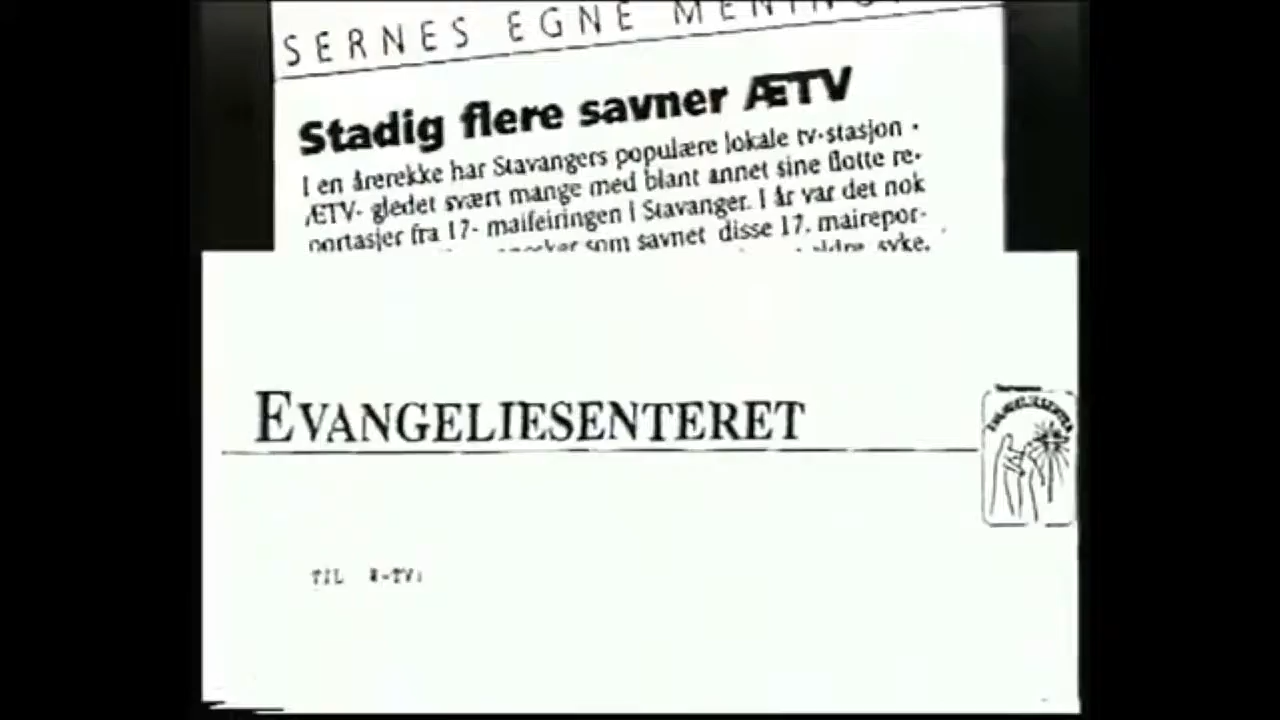 SERNES EGNE MENING
Stadig flere savner ÆTV
I en årerekke har Stavangers populære lokale tv-stasjon -
ÆTV- gledet svært mange med blant annet sine flotte re-
portasjer fra 17- maifeiringen i Stavanger. I år var det nok
som savnet disse 17. mairepor-
syke,
EVANGELIESENTERET
TIL Æ-TV: